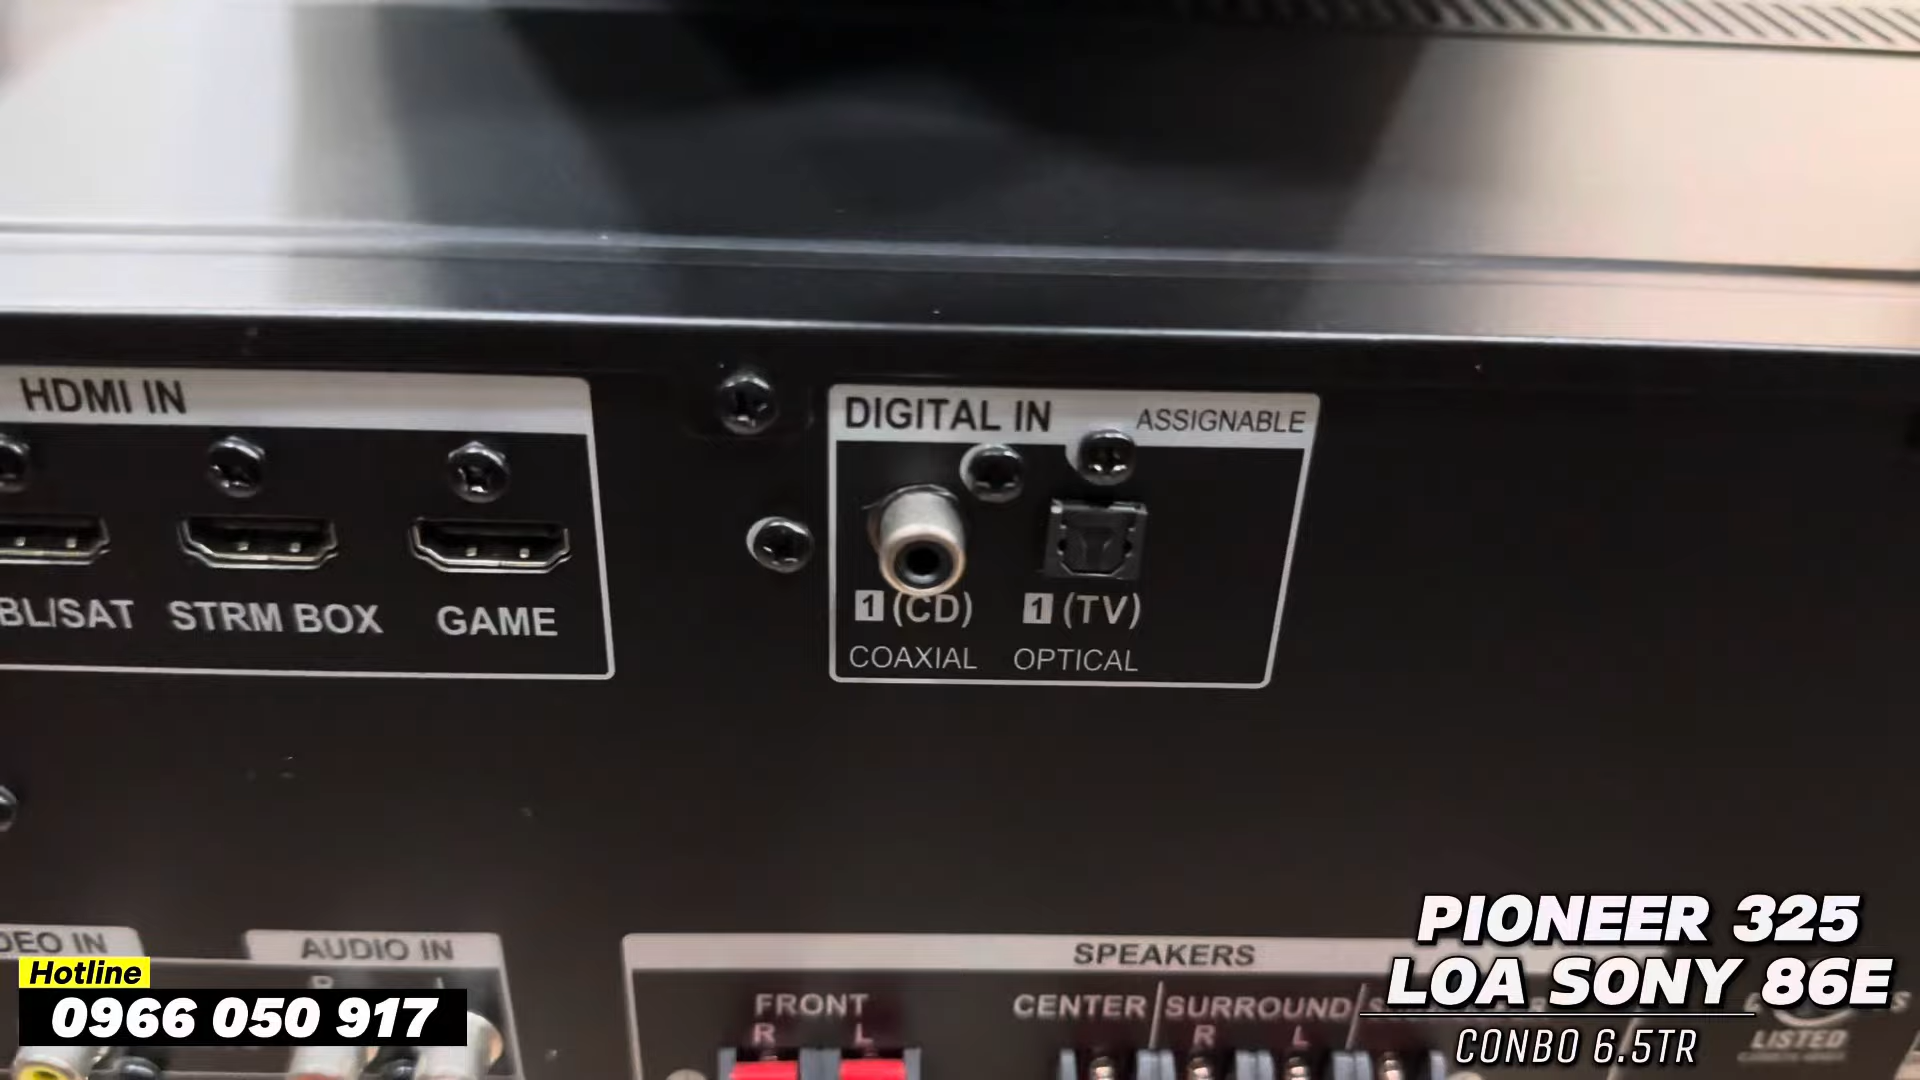 HDMI IN
BL/SAT
STRM BOX
GAME
DIGITAL IN
ASSIGNABLE
1 (CD)
COAXIAL
1 (TV)
OPTICAL
DEO IN
AUDIO IN
R
L
SPEAKERS
FRONT
R
L
CENTER
SURROUND
R
L
LISTED
Hotline
0966 050 917
PIONEER 325
LOA SONY 86E
CONBO 6.5TR